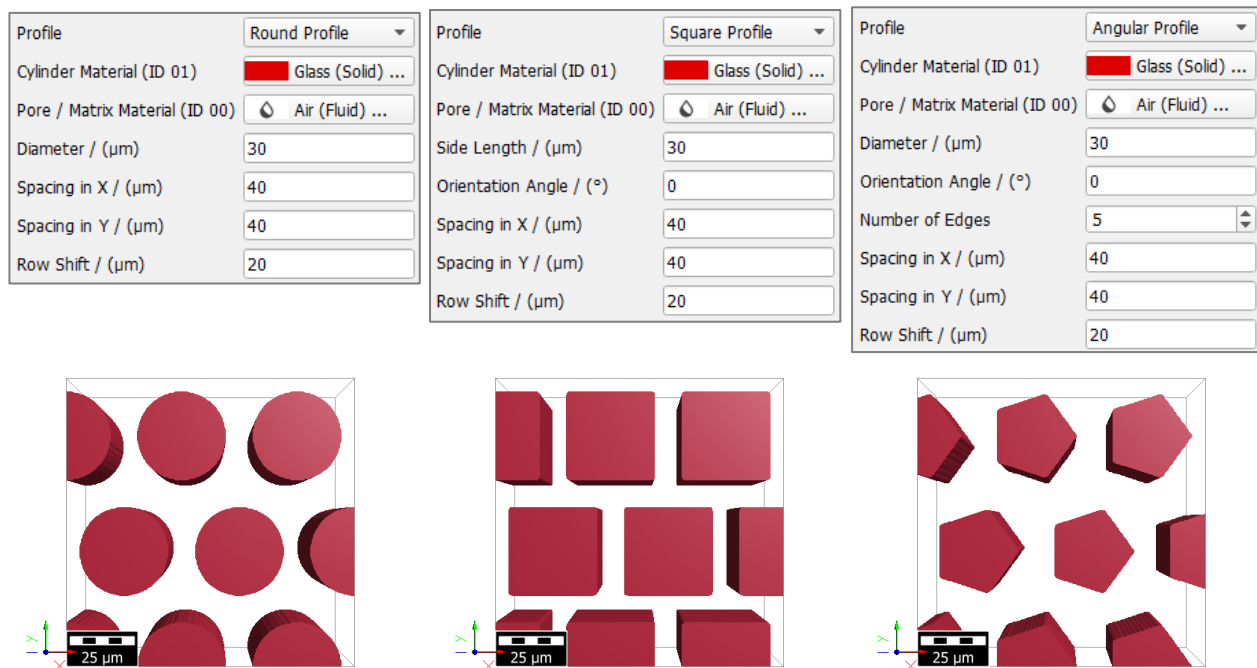 Profile Round Profile
Cylinder Material (ID 01) Glass (Solid) ...
Pore / Matrix Material (ID 00) Air (Fluid) ...
Diameter / (µm) 30
Spacing in X / (µm) 40
Spacing in Y / (µm) 40
Row Shift / (µm) 20
Profile Square Profile
Cylinder Material (ID 01) Glass (Solid) ...
Pore / Matrix Material (ID 00) Air (Fluid) ...
Side Length / (µm) 30
Orientation Angle / (°) 0
Spacing in X / (µm) 40
Spacing in Y / (µm) 40
Row Shift / (µm) 20
Profile Angular Profile
Cylinder Material (ID 01) Glass (Solid) ...
Pore / Matrix Material (ID 00) Air (Fluid) ...
Diameter / (µm) 30
Orientation Angle / (°) 0
Number of Edges 5
Spacing in X / (µm) 40
Spacing in Y / (µm) 40
Row Shift / (µm) 20
y
x
25 µm
y
x
25 µm
y
x
25 µm